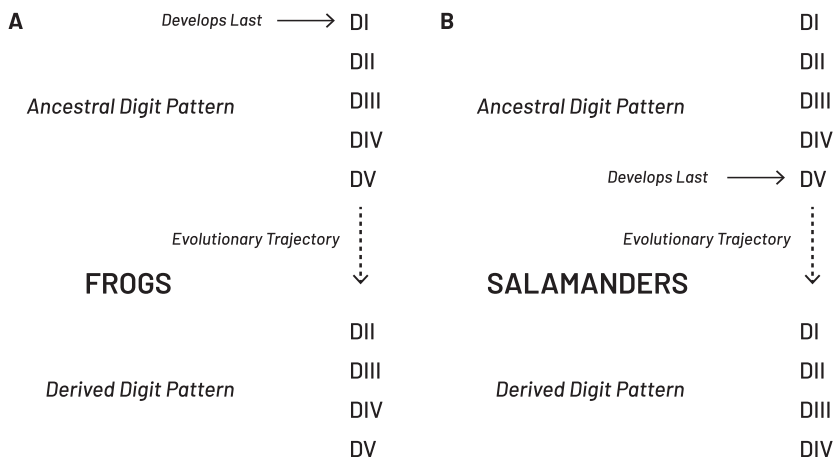 A
Develops Last
DI
DII
Ancestral Digit Pattern
DIII
DIV
DV
Evolutionary Trajectory
FROGS
DII
DIII
Derived Digit Pattern
DIV
DV
B
DI
DII
Ancestral Digit Pattern
DIII
DIV
Develops Last
DV
Evolutionary Trajectory
SALAMANDERS
DI
DII
Derived Digit Pattern
DIII
DIV